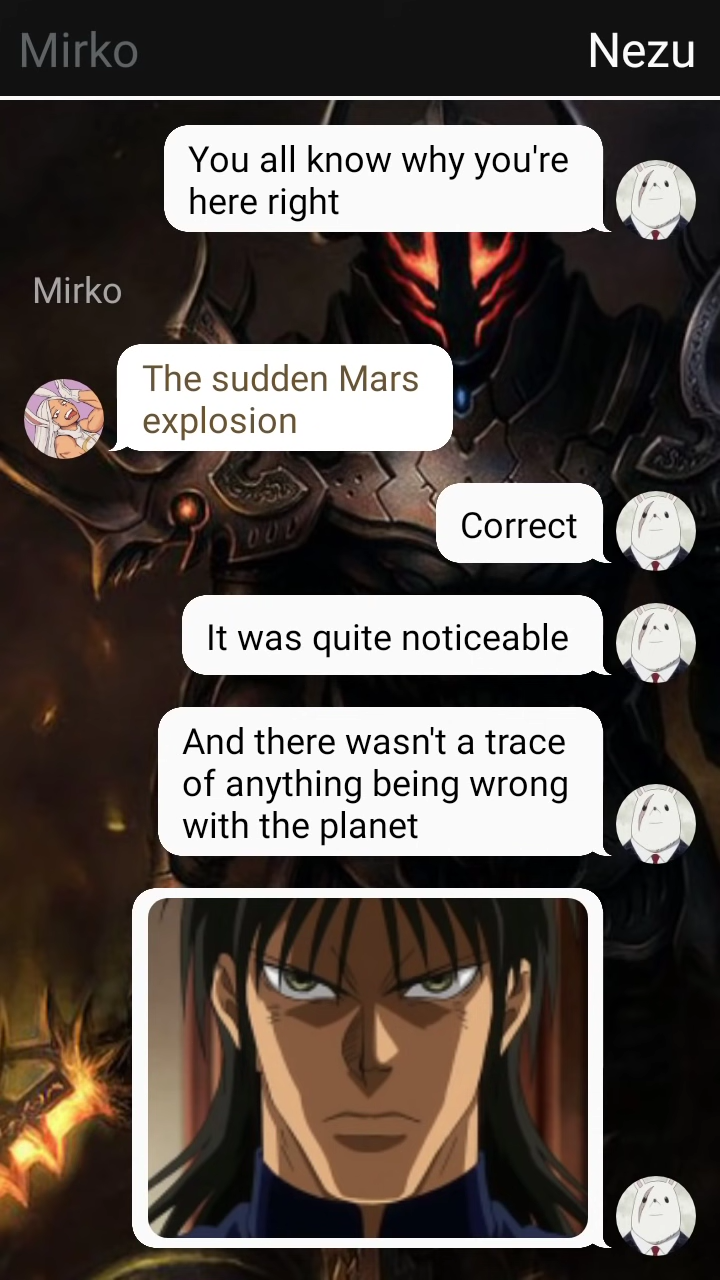 Mirko
Nezu
You all know why you're
here right
Mirko
The sudden Mars
explosion
Correct
It was quite noticeable
And there wasn't a trace
of anything being wrong
with the planet